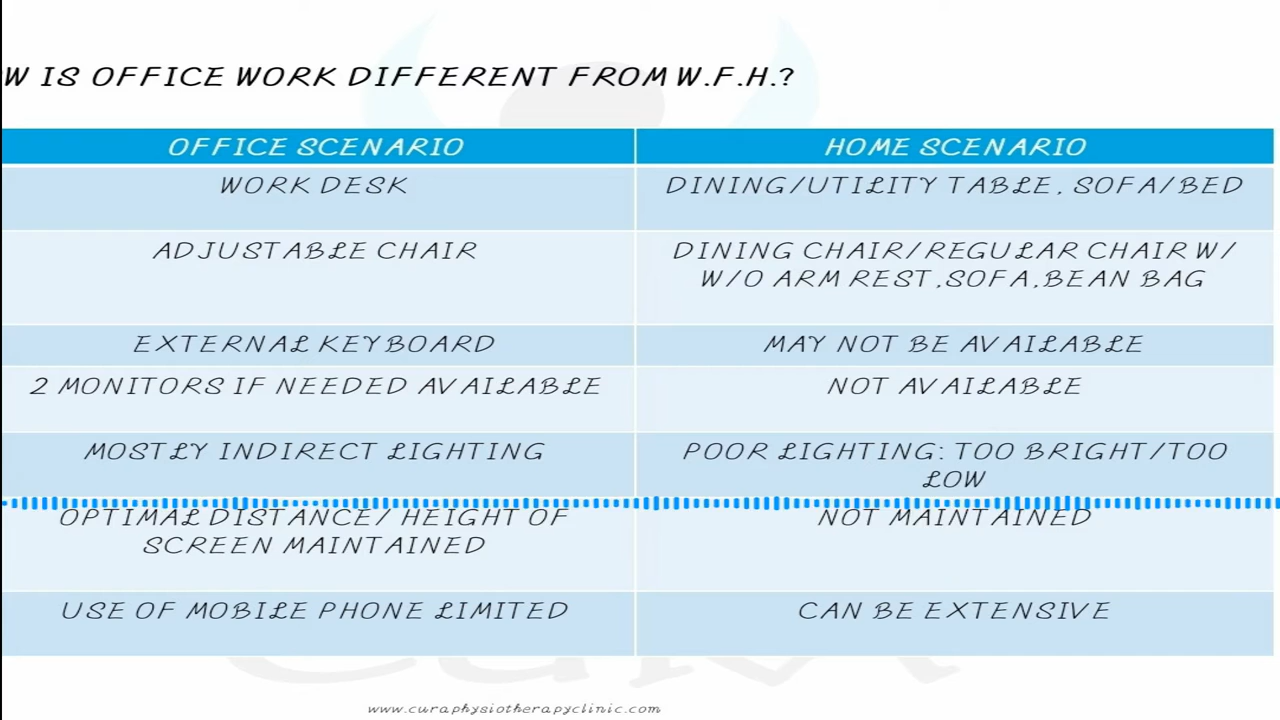 W IS OFFICE WORK DIFFERENT FROM W.F.H.?
OFFICE SCENARIO
HOME SCENARIO
WORK DESK
DINING/UTILITY TABLE, SOFA/BED
ADJUSTABLE CHAIR
DINING CHAIR/REGULAR CHAIR W/
W/O ARM REST,SOFA,BEAN BAG
EXTERNAL KEYBOARD
MAY NOT BE AVAILABLE
2 MONITORS IF NEEDED AVAILABLE
NOT AVAILABLE
MOSTLY INDIRECT LIGHTING
POOR LIGHTING: TOO BRIGHT/TOO
LOW
OPTIMAL DISTANCE/ HEIGHT OF
SCREEN MAINTAINED
NOT MAINTAINED
USE OF MOBILE PHONE LIMITED
CAN BE EXTENSIVE
www.curaphysiotherapyclinic.com